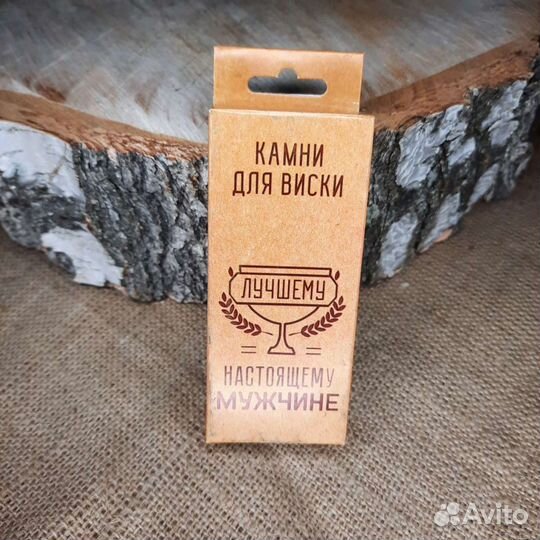 КАМНИ
ДЛЯ ВИСКИ
ЛУЧШЕМУ
НАСТОЯЩЕМУ
МУЖЧИНЕ
Avito